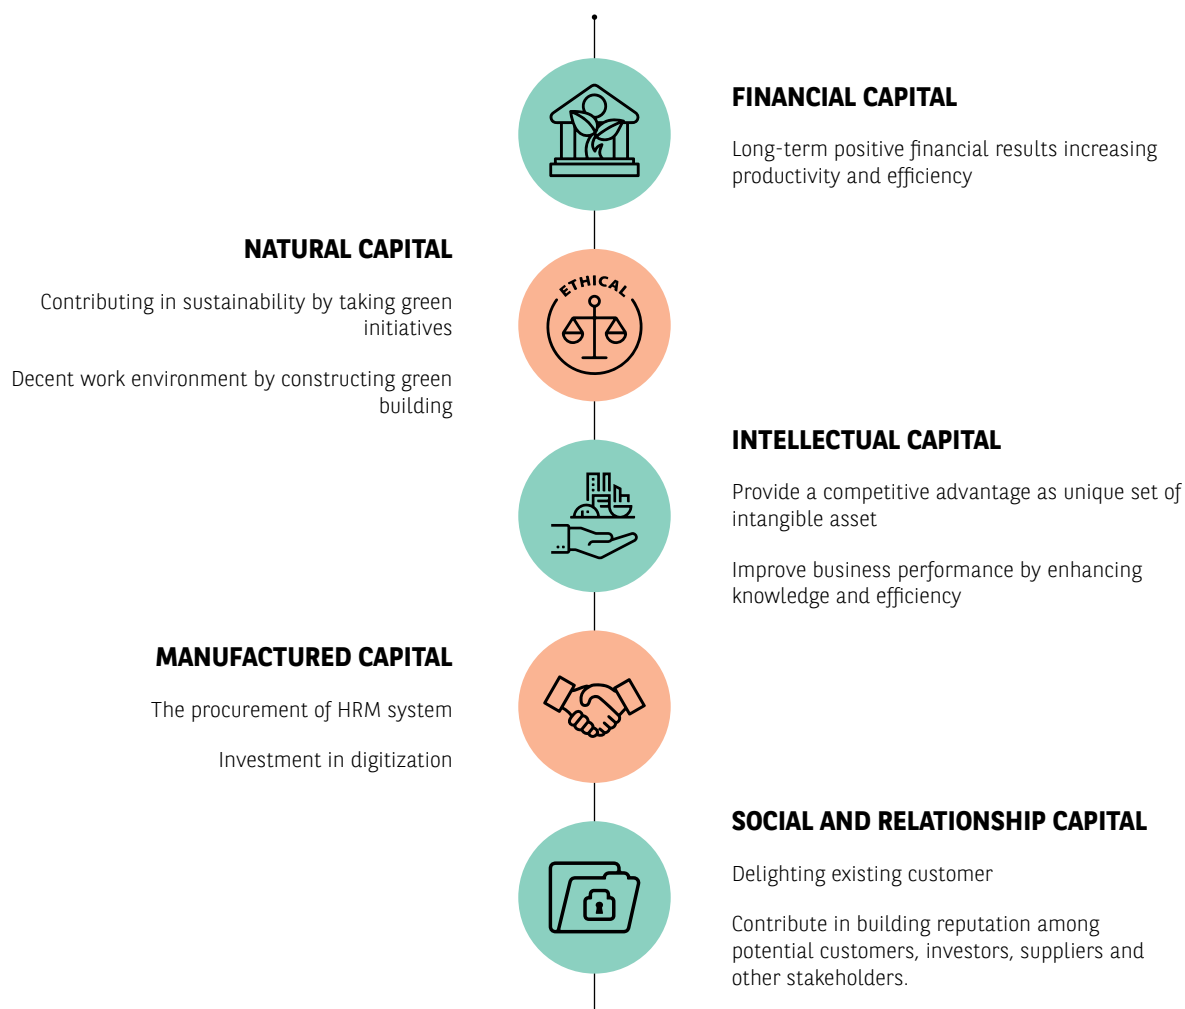 FINANCIAL CAPITAL
Long-term positive financial results increasing
productivity and efficiency
NATURAL CAPITAL
Contributing in sustainability by taking green
initiatives
Decent work environment by constructing green
building
ETHICAL
INTELLECTUAL CAPITAL
Provide a competitive advantage as unique set of
intangible asset
Improve business performance by enhancing
knowledge and efficiency
MANUFACTURED CAPITAL
The procurement of HRM system
Investment in digitization
SOCIAL AND RELATIONSHIP CAPITAL
Delighting existing customer
Contribute in building reputation among
potential customers, investors, suppliers and
other stakeholders.